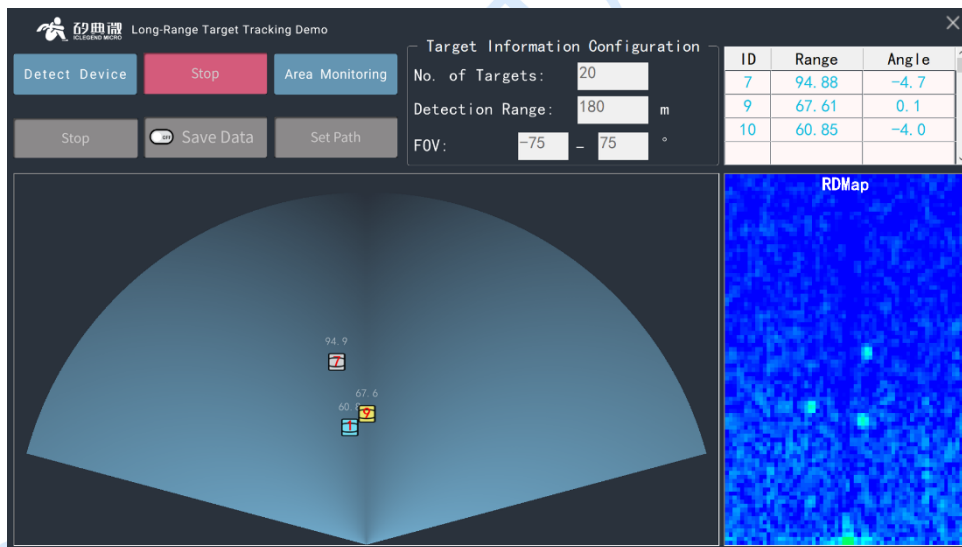 矽典微 Long-Range Target Tracking Demo
ICLEGEND MICRO
Detect Device
Stop
Area Monitoring
Stop
Save Data
Set Path
Target Information Configuration
No. of Targets: 20
Detection Range: 180 m
FOV: -75 - 75 °
ID Range Angle
7 94.88 -4.7
9 67.61 0.1
10 60.85 -4.0
94.9
7
67.6
9
60.8
1
RDMap